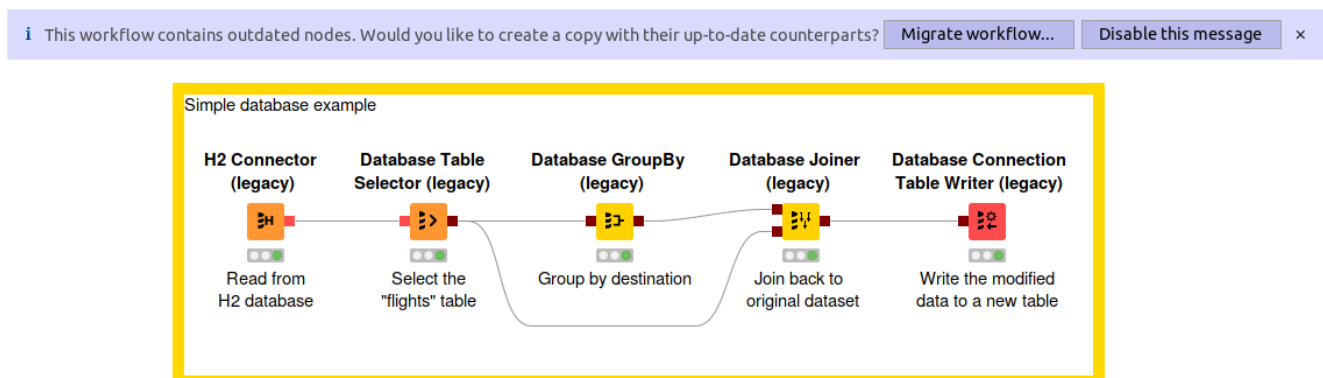 i This workflow contains outdated nodes. Would you like to create a copy with their up-to-date counterparts? Migrate workflow... Disable this message ×
Simple database example
H2 Connector
(legacy)
Database Table
Selector (legacy)
Database GroupBy
(legacy)
Database Joiner
(legacy)
Database Connection
Table Writer (legacy)
Read from
H2 database
Select the
"flights" table
Group by destination
Join back to
original dataset
Write the modified
data to a new table